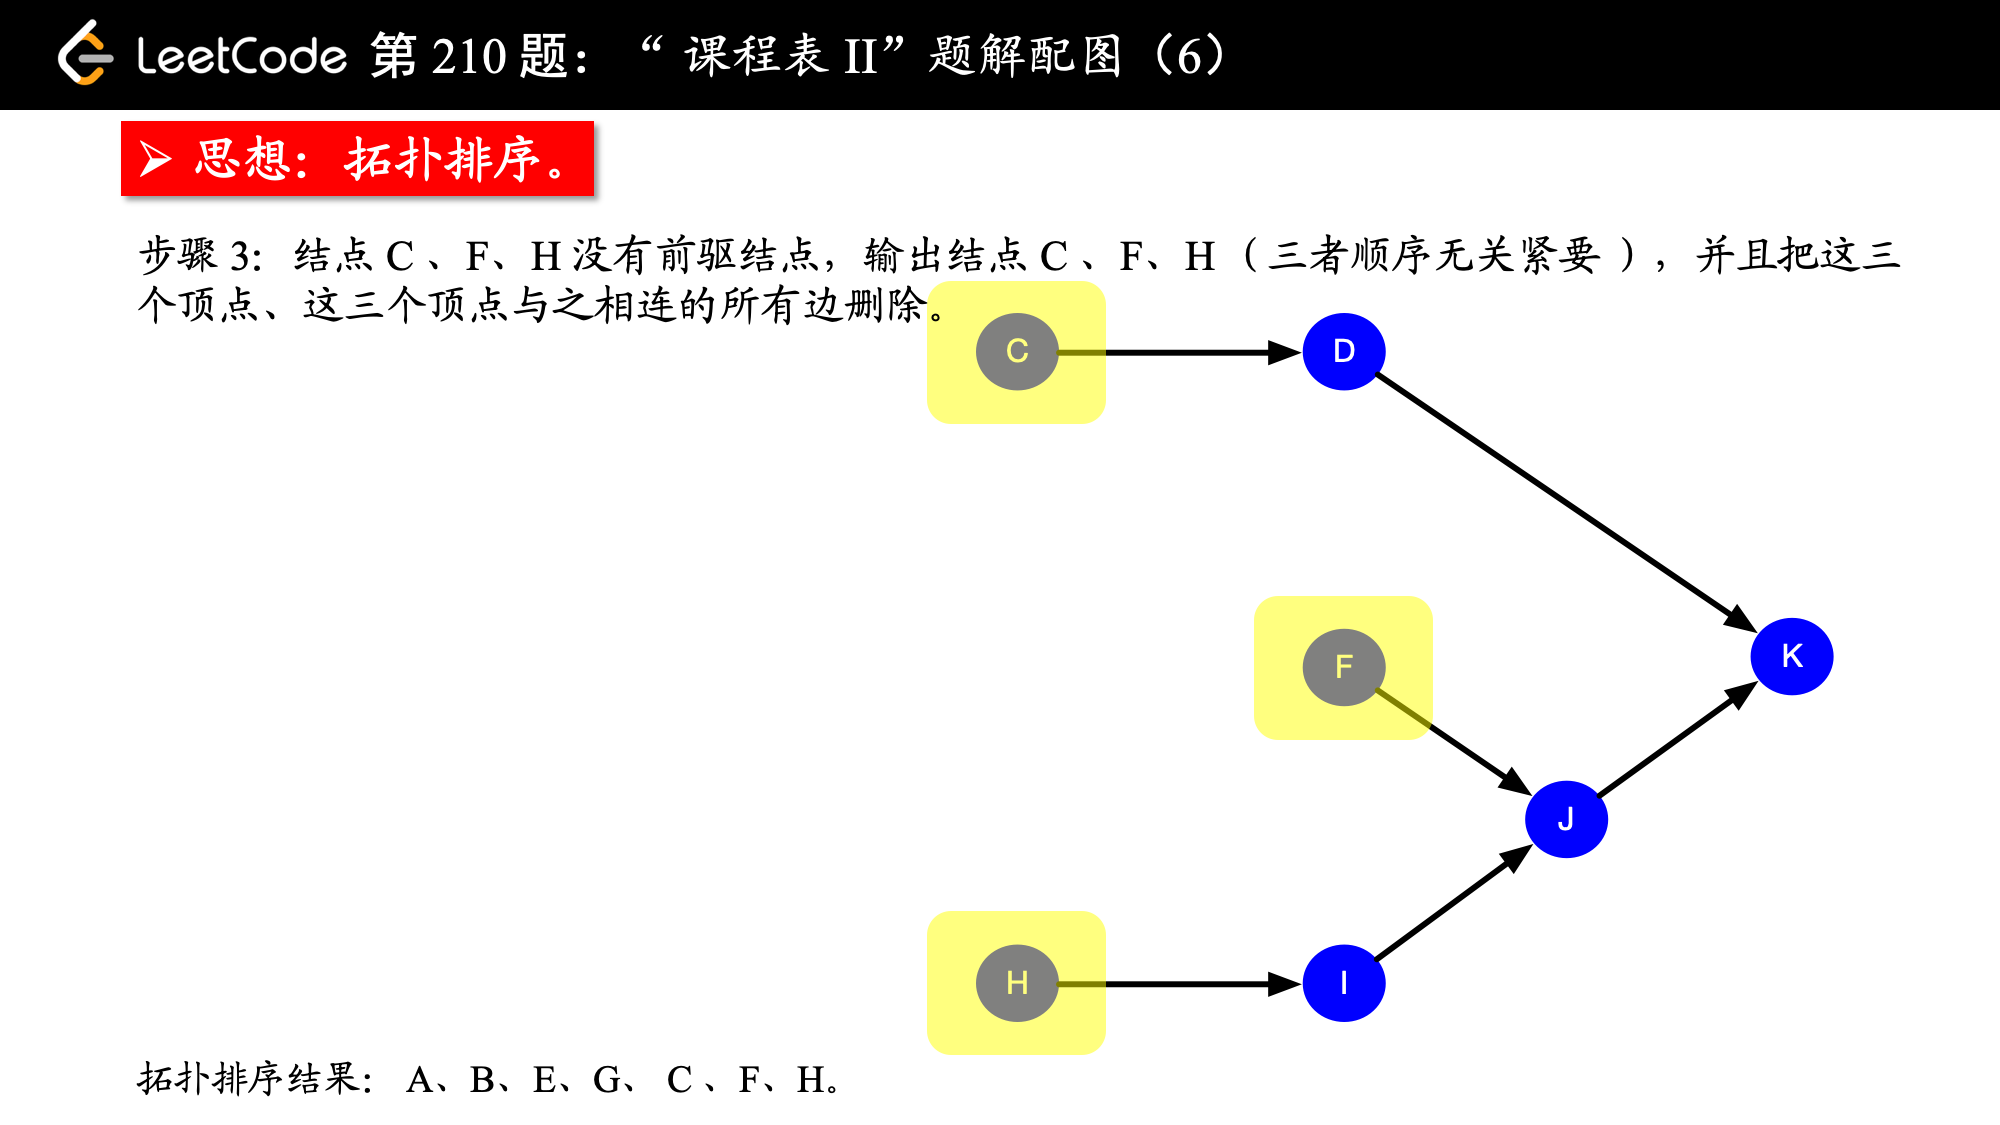 LeetCode 第 210 题：“ 课程表 II”题解配图（6）
➢ 思想：拓扑排序。
步骤 3：结点 C 、F、H 没有前驱结点，输出结点 C 、F、H（三者顺序无关紧要 ），并且把这三
个顶点、这三个顶点与之相连的所有边删除。
C
D
F
K
J
H
I
拓扑排序结果： A、B、E、G、 C 、F、H。